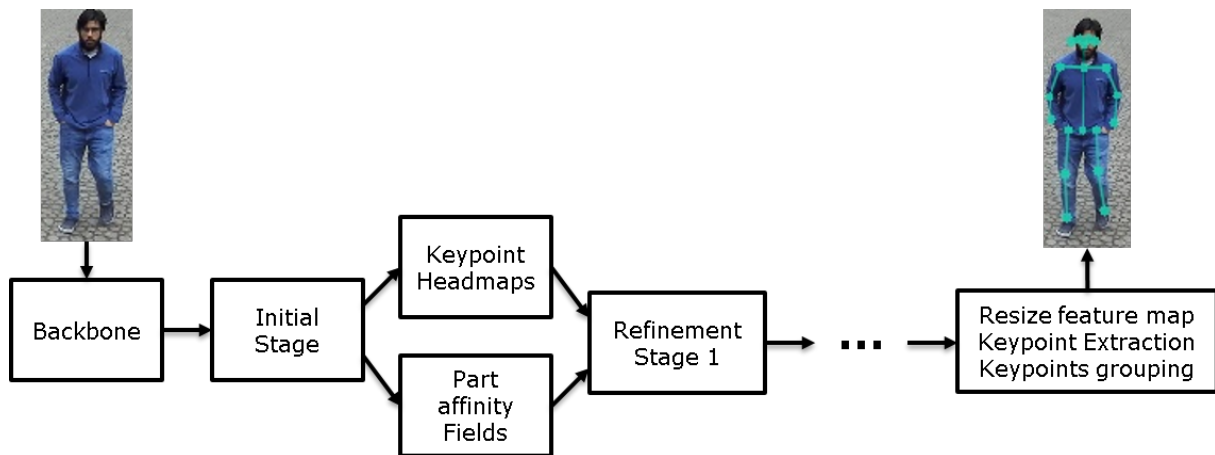 Backbone
Initial
Stage
Keypoint
Headmaps
Part
affinity
Fields
Refinement
Stage 1
...
Resize feature map
Keypoint Extraction
Keypoints grouping